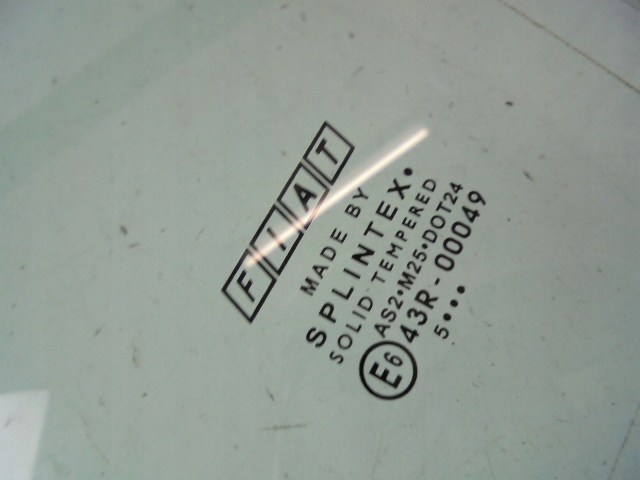 FIAT
MADE BY
SPLINTEX•
SOLID TEMPERED
AS2•M25•DOT24
E6 43R-00049
5•••